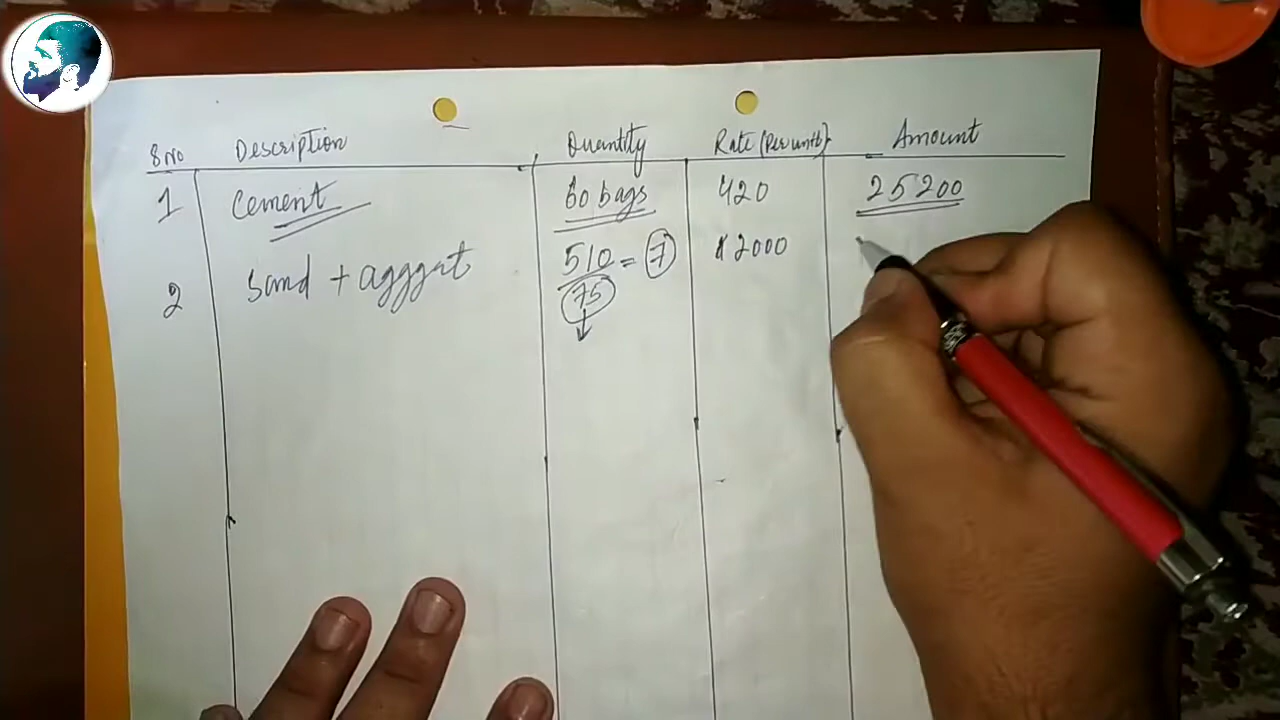 S no Description Quantity Rate (Per unit) Amount
1 Cement 60 bags 420 25200
2 Sand + agggat 510 = 7 2000
75